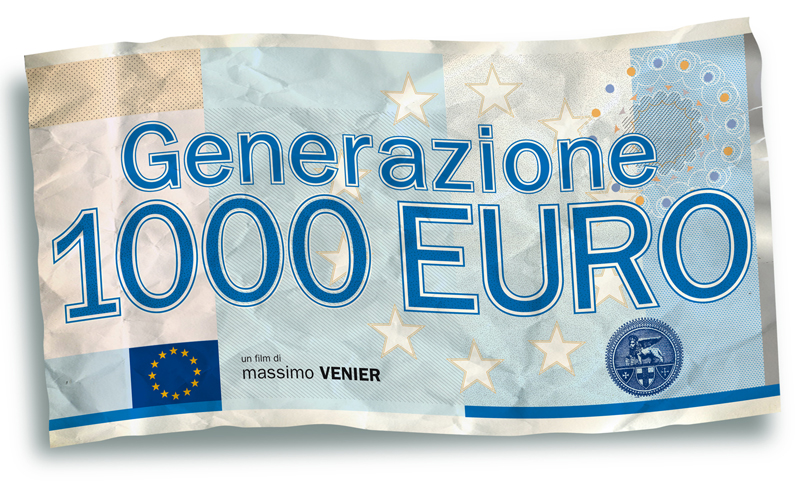 Generazione
1000 EURO
un film di
massimo VENIER